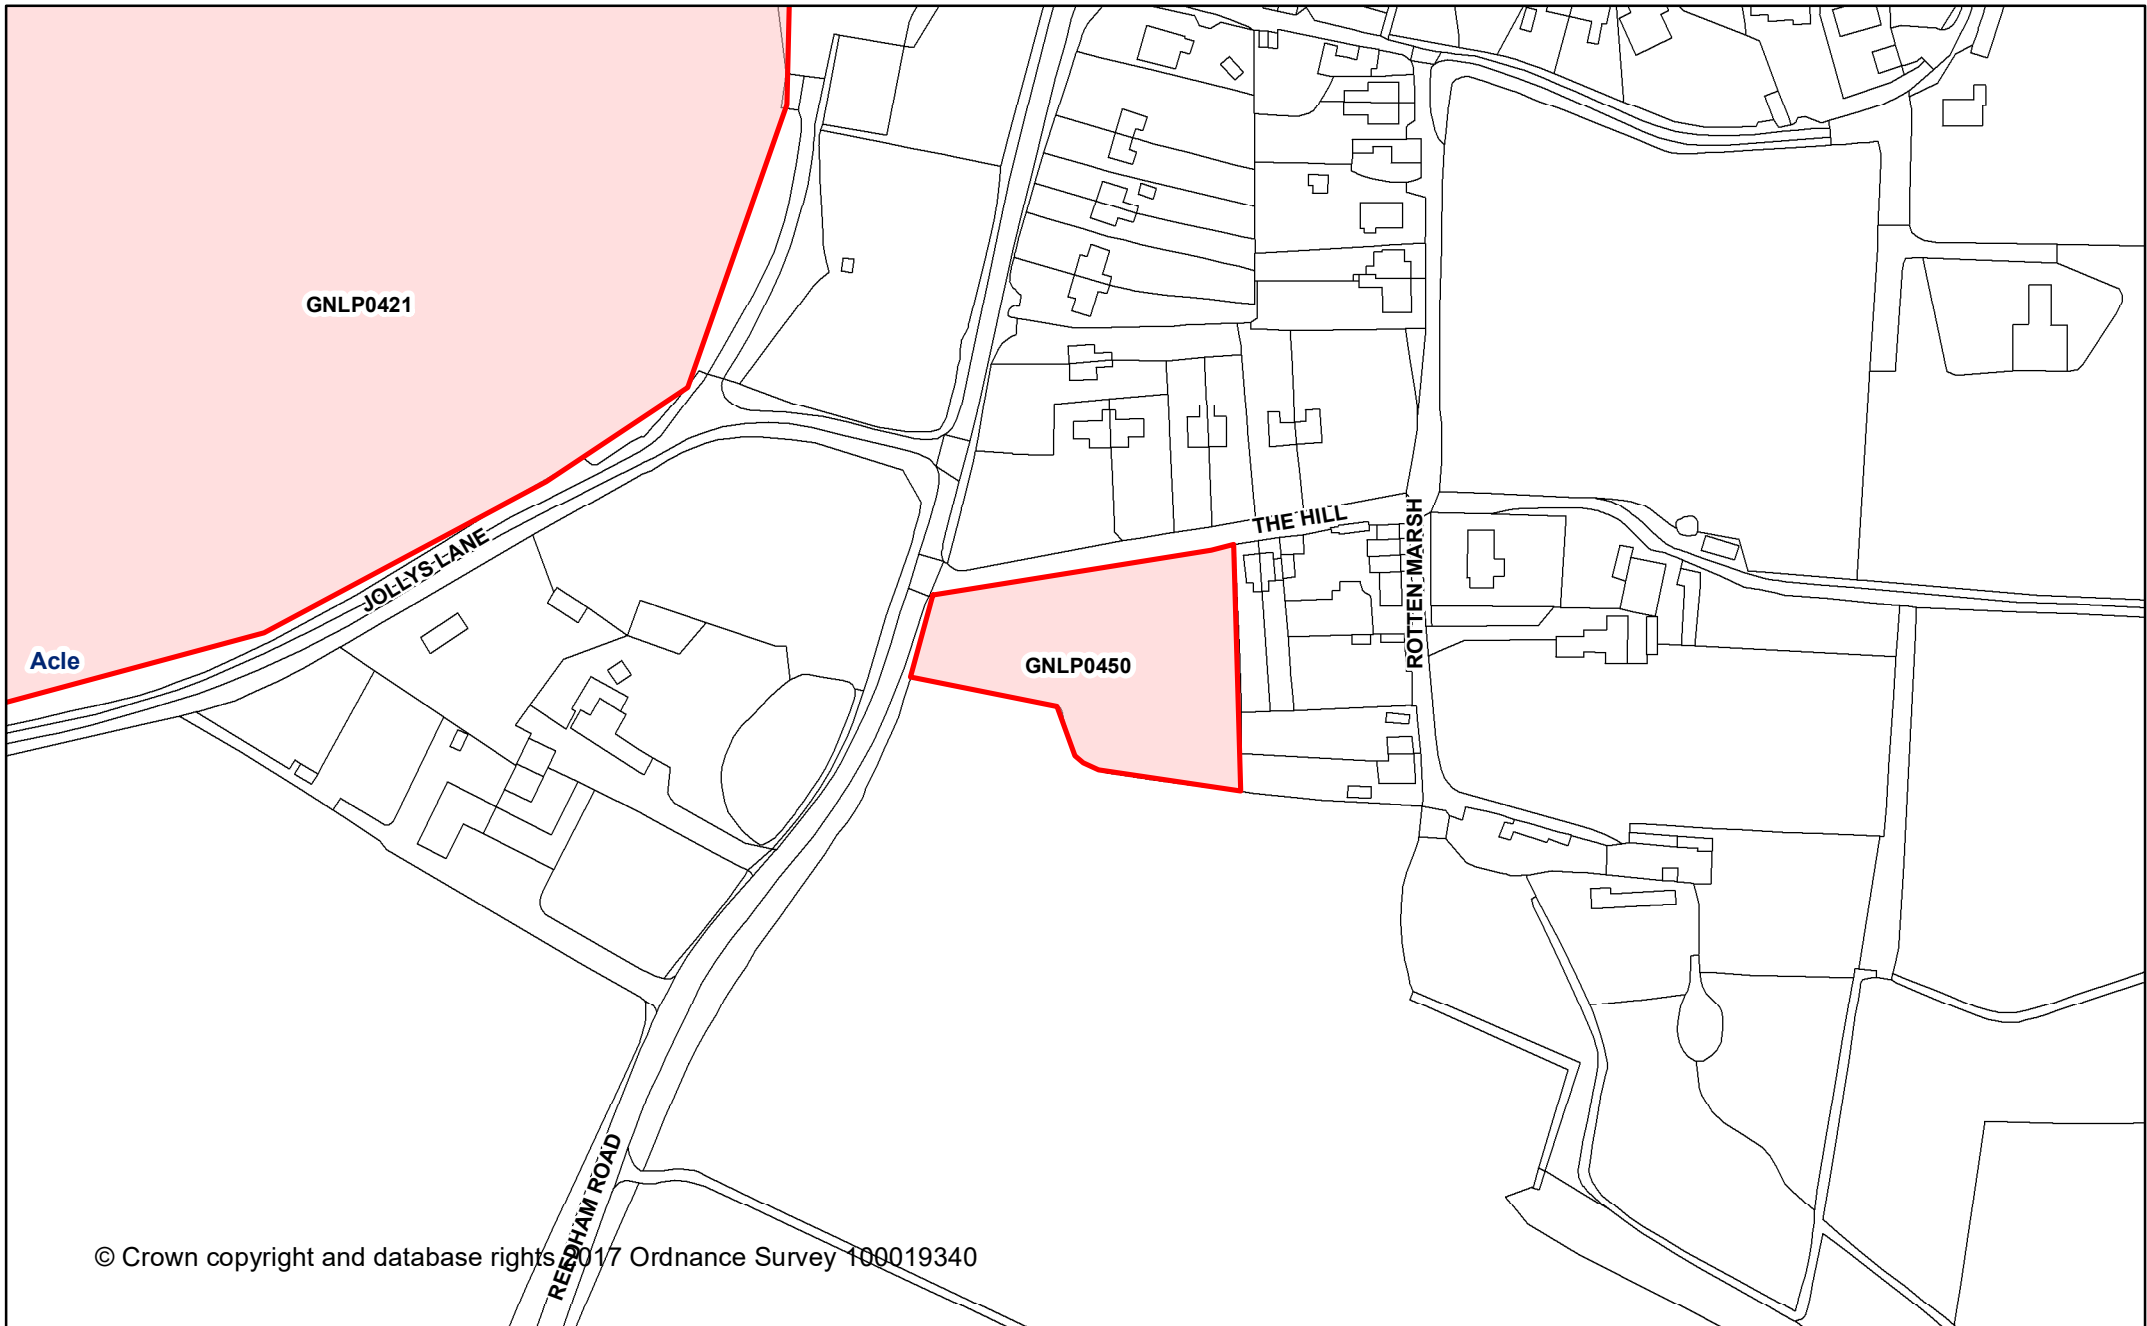 GNLP0421
THE HILL
ROTTEN MARSH
JOLLYS LANE
Acle
GNLP0450
REEDHAM ROAD
© Crown copyright and database rights 2017 Ordnance Survey 100019340